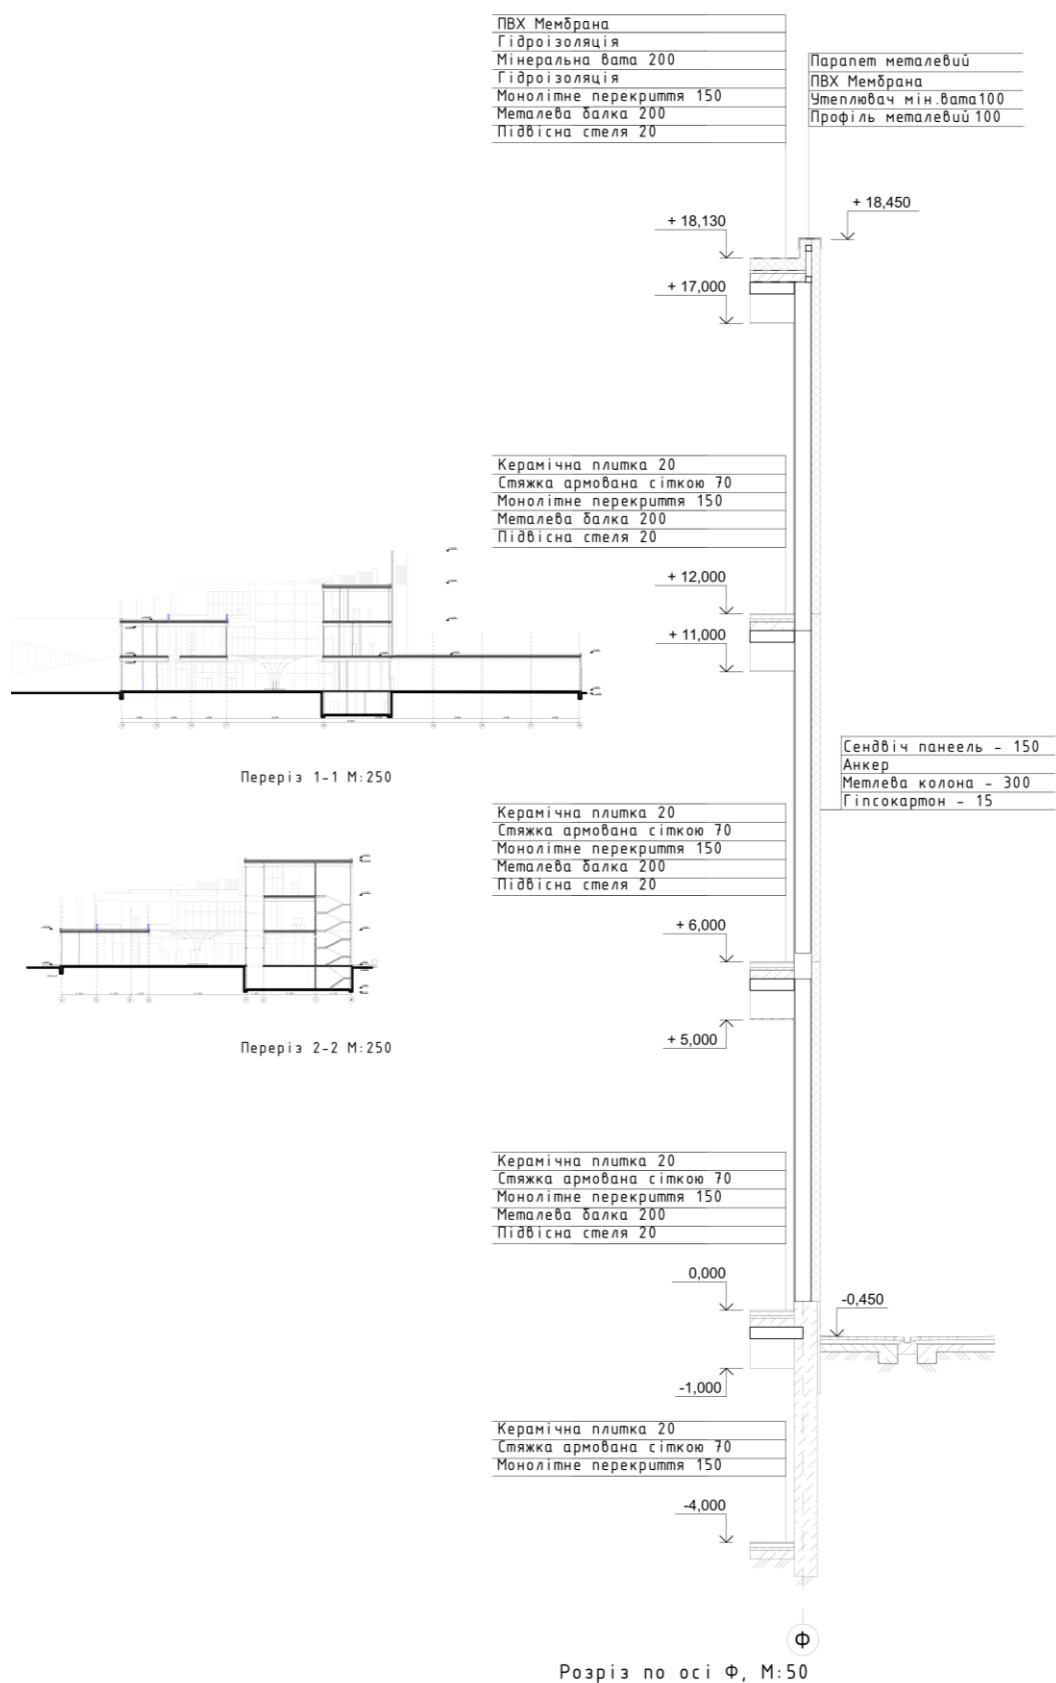 ПВХ Мембрана
Гідроізоляція
Мінеральна вата 200
Гідроізоляція
Монолітне перекриття 150
Металева балка 200
Підвісна стеля 20
Парапет металевий
ПВХ Мембрана
Утеплювач мін.вата100
Профіль металевий 100
+ 18,450
+ 18,130
+ 17,000
Керамічна плитка 20
Стяжка армована сіткою 70
Монолітне перекриття 150
Металева балка 200
Підвісна стеля 20
+ 12,000
+ 11,000
Сендвіч панеель - 150
Анкер
Метлева колона - 300
Гіпсокартон - 15
Переріз 1-1 М:250
Керамічна плитка 20
Стяжка армована сіткою 70
Монолітне перекриття 150
Металева балка 200
Підвісна стеля 20
+ 6,000
+ 5,000
Переріз 2-2 М:250
Керамічна плитка 20
Стяжка армована сіткою 70
Монолітне перекриття 150
Металева балка 200
Підвісна стеля 20
0,000
-0,450
-1,000
Керамічна плитка 20
Стяжка армована сіткою 70
Монолітне перекриття 150
-4,000
Ф
Розріз по осі Ф, М:50